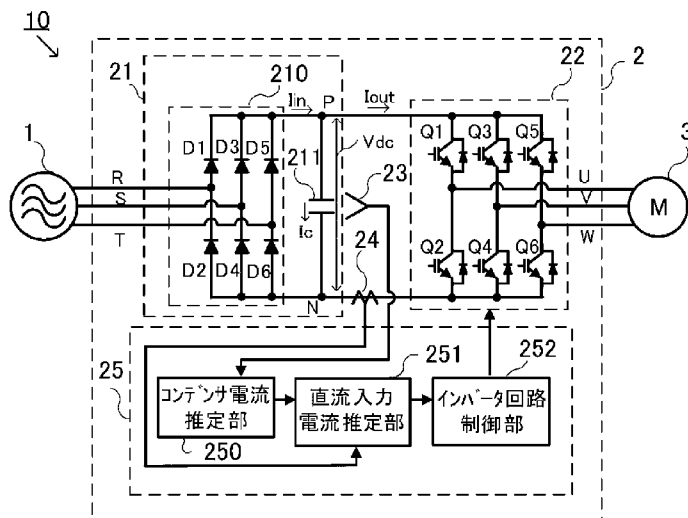 10
21
210
22
2
Iin
P
Iout
1
D1
D3
D5
Vdc
Q1
Q3
Q5
3
211
23
R
S
T
U
V
W
M
Ic
24
D2
D4
D6
Q2
Q4
Q6
N
25
251
252
コンデンサ電流
推定部
直流入力
電流推定部
インバータ回路
制御部
250